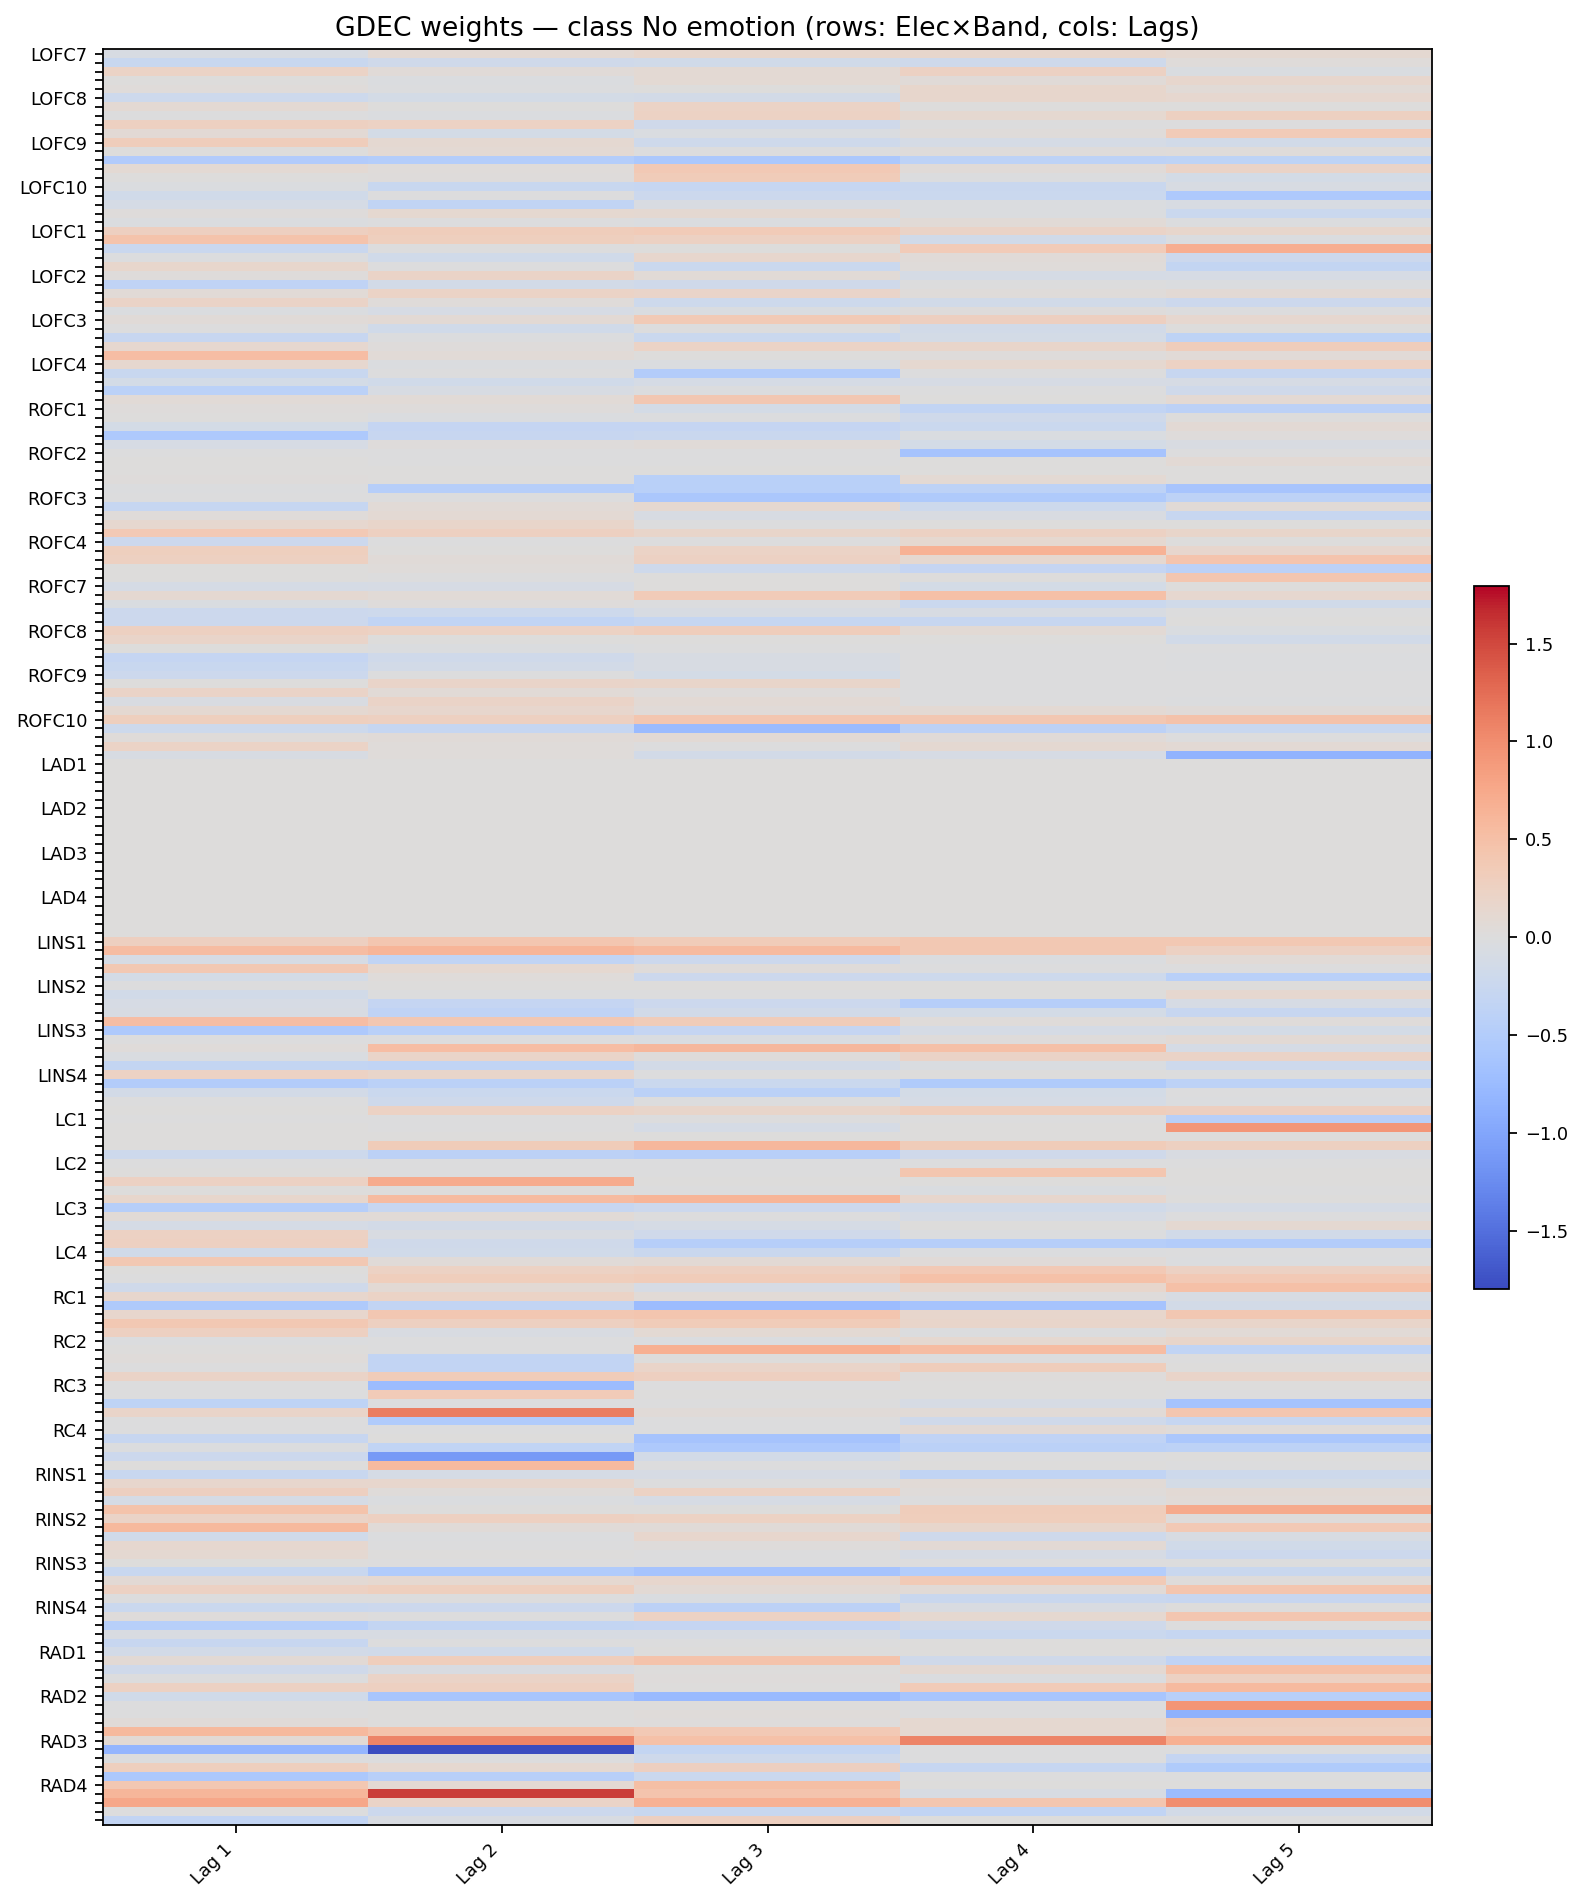 GDEC weights — class No emotion (rows: Elec×Band, cols: Lags)
LOFC7
LOFC8
LOFC9
LOFC10
LOFC1
LOFC2
LOFC3
LOFC4
ROFC1
ROFC2
ROFC3
ROFC4
ROFC7
ROFC8
ROFC9
ROFC10
LAD1
LAD2
LAD3
LAD4
LINS1
LINS2
LINS3
LINS4
LC1
LC2
LC3
LC4
RC1
RC2
RC3
RC4
RINS1
RINS2
RINS3
RINS4
RAD1
RAD2
RAD3
RAD4
Lag 1
Lag 2
Lag 3
Lag 4
Lag 5
1.5
1.0
0.5
0.0
−0.5
−1.0
−1.5